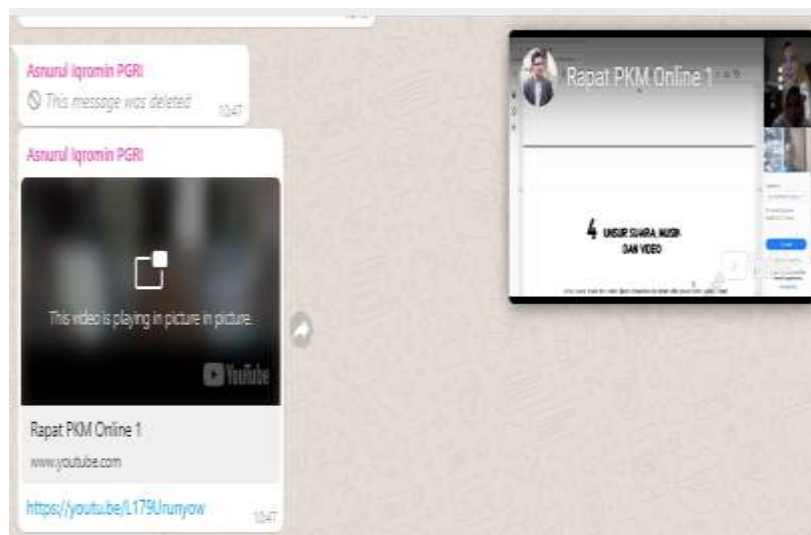 Asnurul Iqromin PGRI
This message was deleted
10:47
Asnurul Iqromin PGRI
This video is playing in picture in picture.
YouTube
Rapat PKM Online 1
www.youtube.com
https://youtu.be/L179Urunyow
10:47
Rapat PKM Online 1
4 UNSUR SUARA, MUSIK
DAN VIDEO